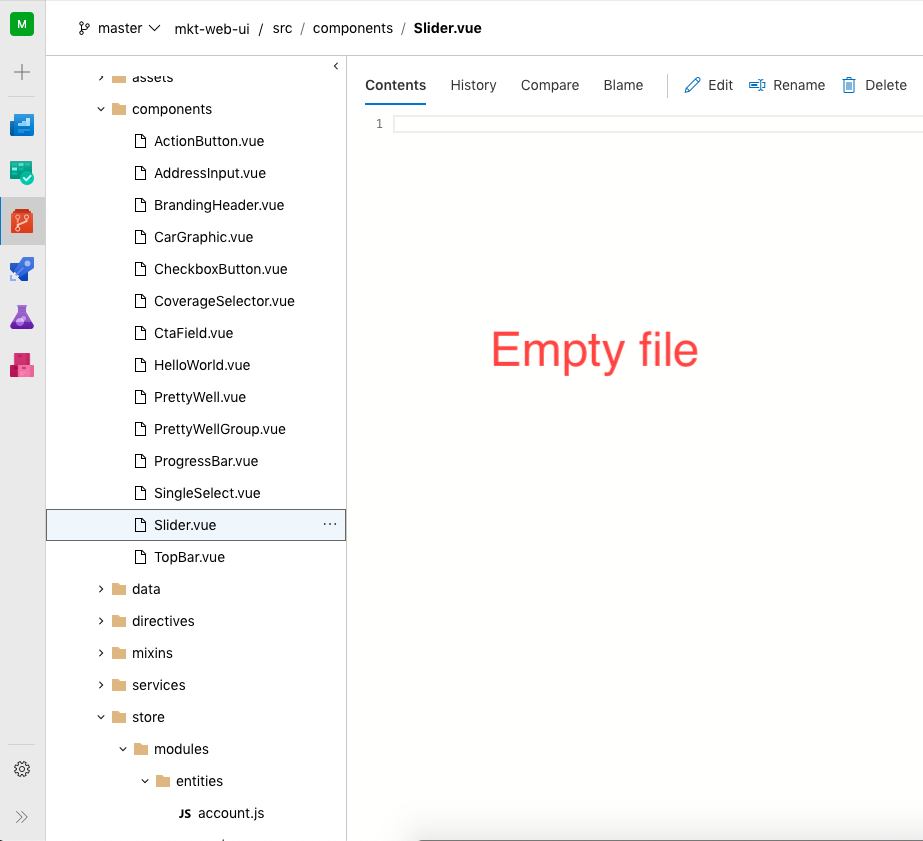 M
master mkt-web-ui / src / components / Slider.vue
assets
components
ActionButton.vue
AddressInput.vue
BrandingHeader.vue
CarGraphic.vue
CheckboxButton.vue
CoverageSelector.vue
CtaField.vue
HelloWorld.vue
PrettyWell.vue
PrettyWellGroup.vue
ProgressBar.vue
SingleSelect.vue
Slider.vue ...
TopBar.vue
data
directives
mixins
services
store
modules
entities
JS account.js
Contents History Compare Blame Edit Rename Delete
1
Empty file